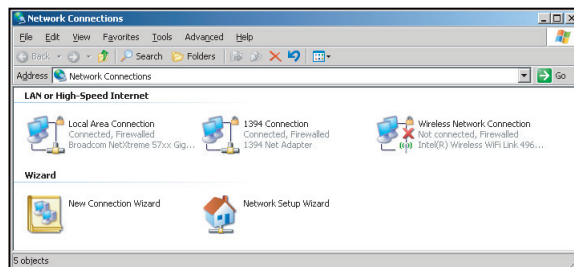 Network Connections
File Edit View Favorites Tools Advanced Help
Back Search Folders
Address Network Connections Go
LAN or High-Speed Internet
Local Area Connection 1394 Connection Wireless Network Connection
Connected, Firewalled Connected, Firewalled Not connected, Firewalled
Broadcom NetXtreme 57xx Gig... 1394 Net Adapter Intel(R) Wireless WiFi Link 496...
Wizard
New Connection Wizard Network Setup Wizard
5 objects